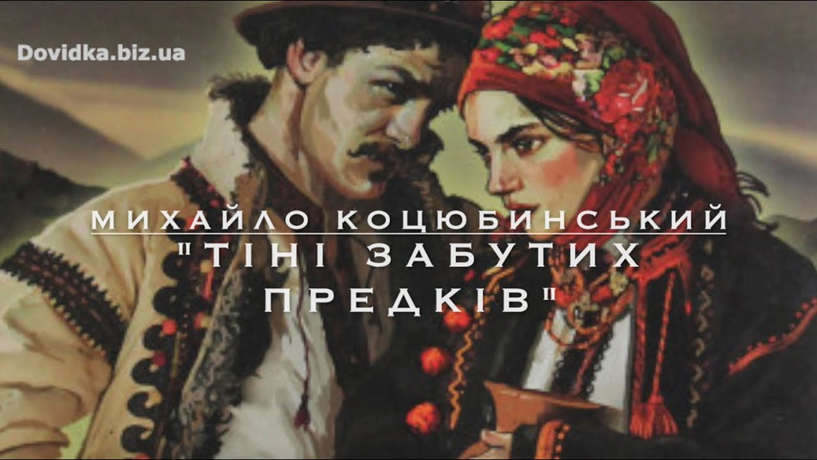 Dovidka.biz.ua
МИХАЙЛО КОЦЮБИНСЬКИЙ
"ТІНІ ЗАБУТИХ
ПРЕДКІВ"